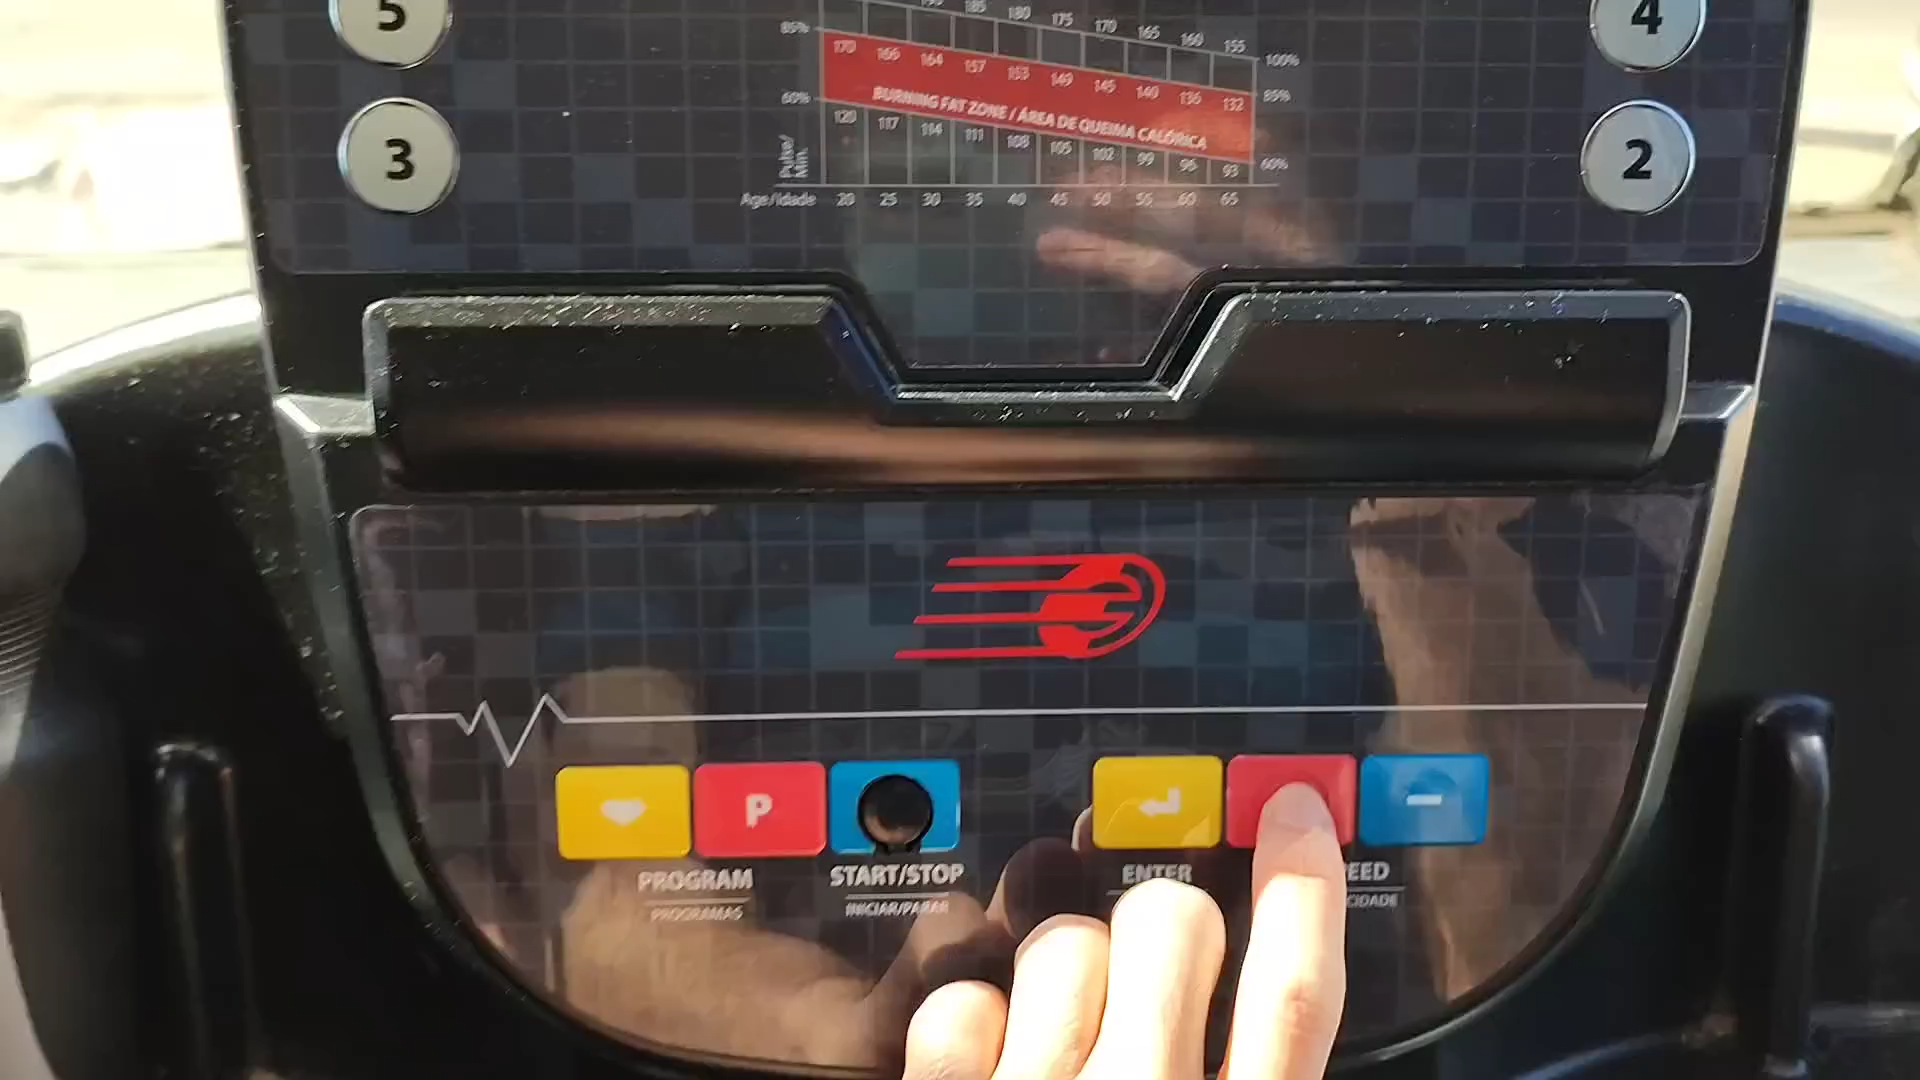 5
4
3
2
185 180 175 170 165 160 155
85% 100%
170 166 164 157 153 149 145 140 136 132 85%
BURNING FAT ZONE / ÁREA DE QUEIMA CALÓRICA
60% 60%
120 117 114 111 108 105 102 99 96 93
Pulse/
Min.
Age/Idade 20 25 30 35 40 45 50 55 60 65
P
PROGRAM START/STOP ENTER EED
PROGRAMAS INICIAR/PARAR CIDADE